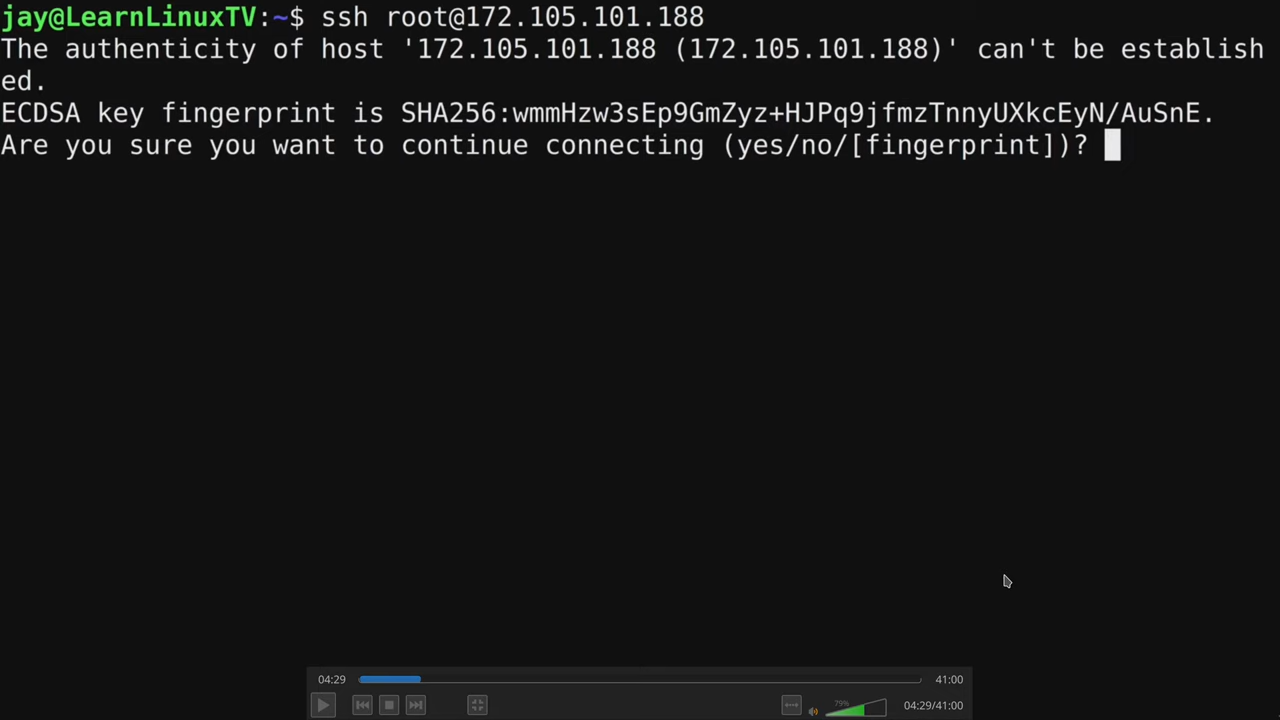 jay@LearnLinuxTV:~$ ssh root@172.105.101.188
The authenticity of host '172.105.101.188 (172.105.101.188)' can't be establish
ed.
ECDSA key fingerprint is SHA256:wmmHzw3sEp9GmZyz+HJPq9jfmzTnnyUXkcEyN/AuSnE.
Are you sure you want to continue connecting (yes/no/[fingerprint])?
04:29 41:00
79% 04:29/41:00